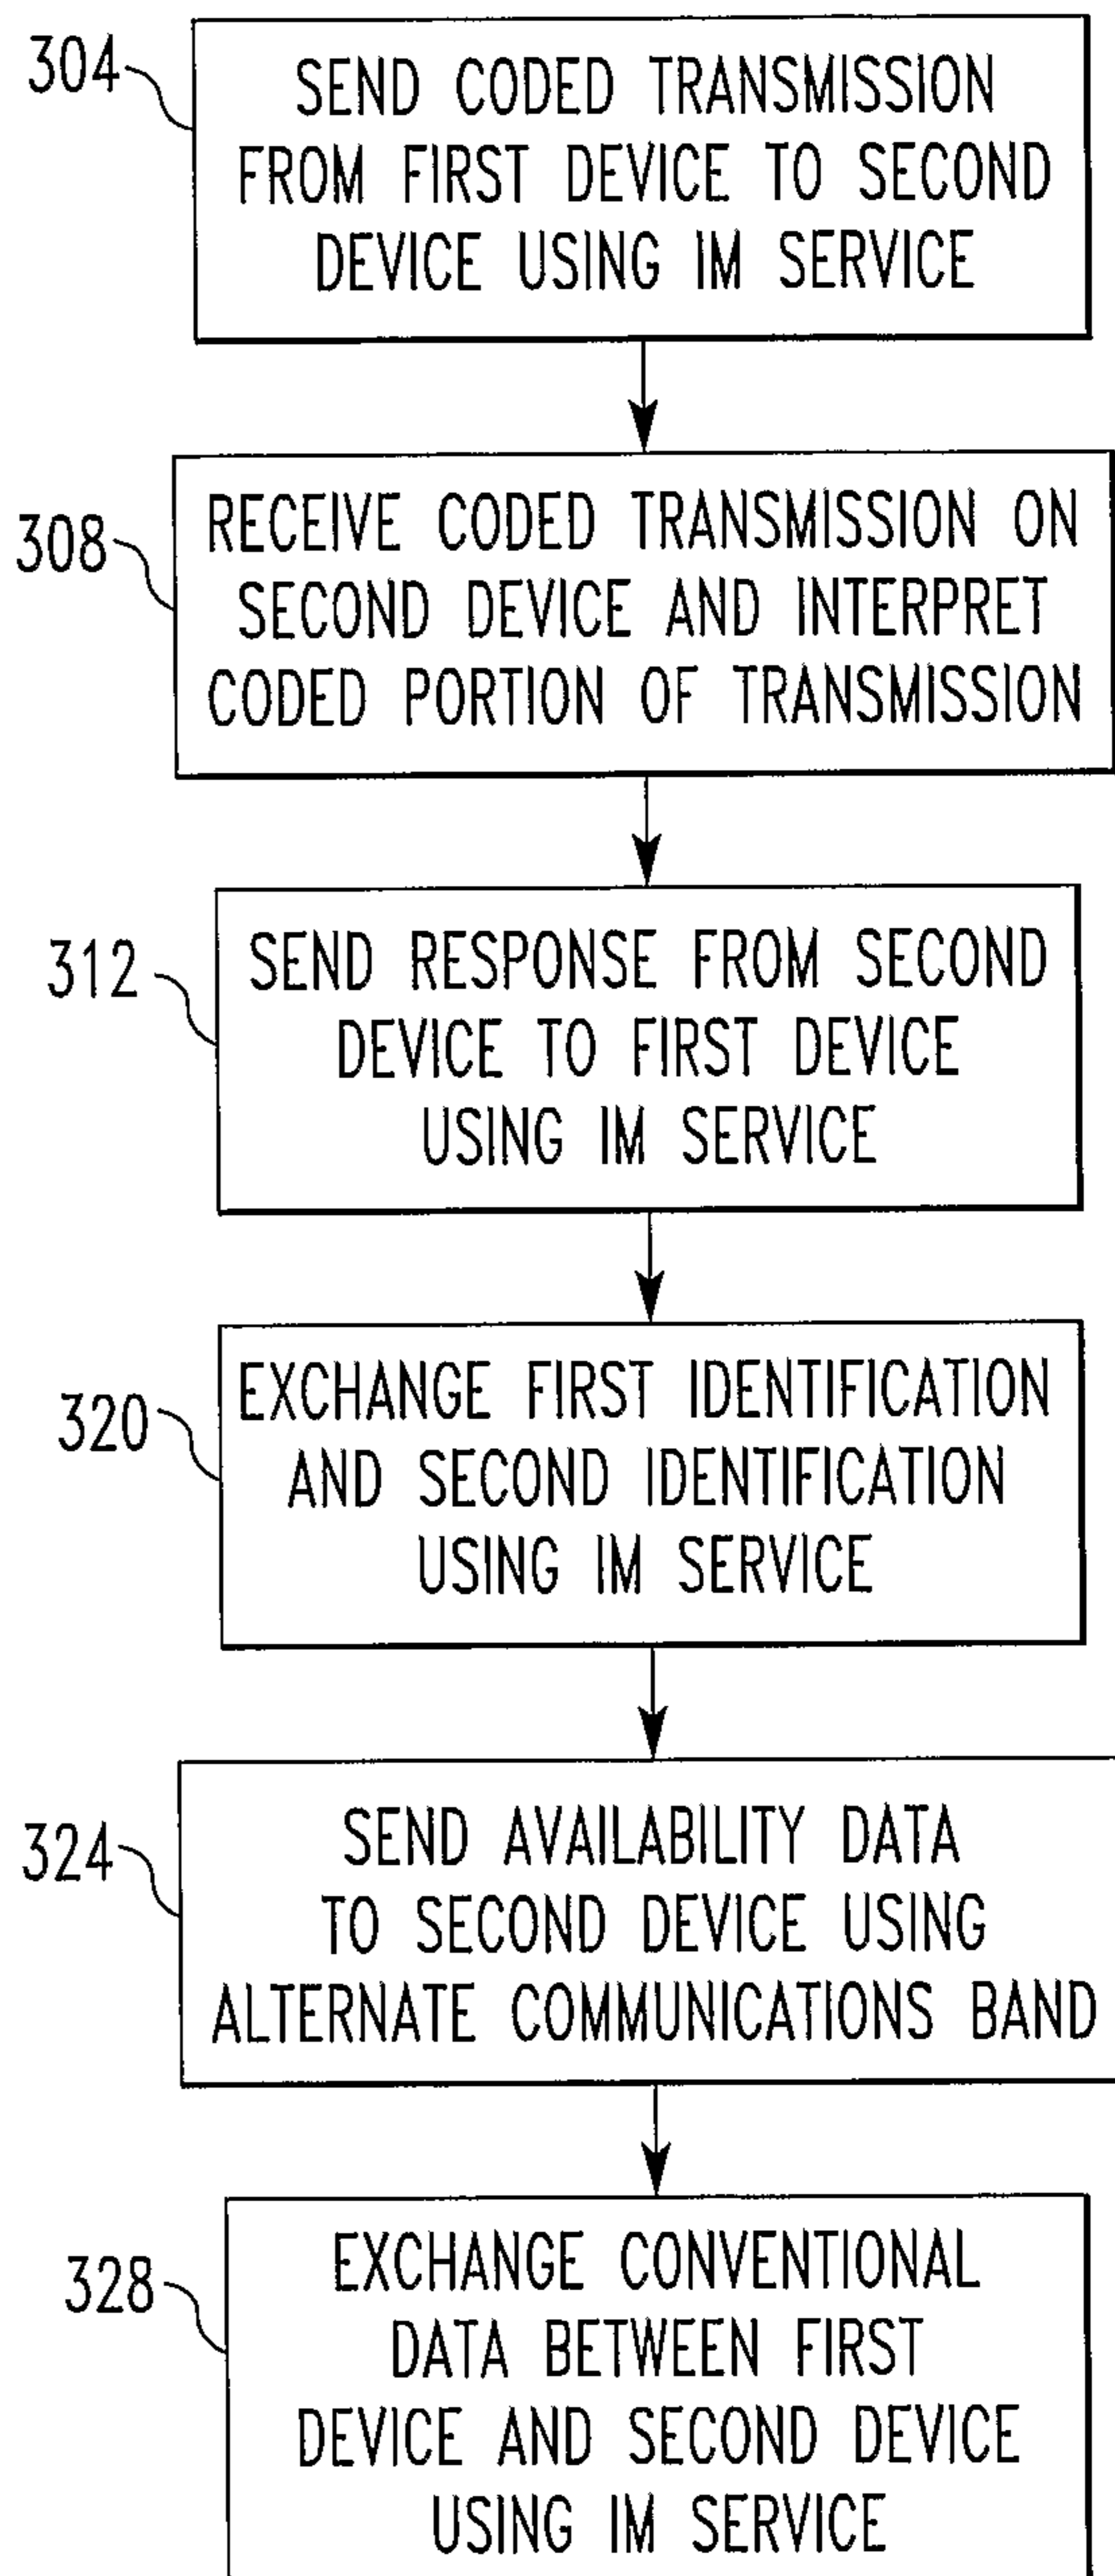 304
SEND CODED TRANSMISSION
FROM FIRST DEVICE TO SECOND
DEVICE USING IM SERVICE
308
RECEIVE CODED TRANSMISSION ON
SECOND DEVICE AND INTERPRET
CODED PORTION OF TRANSMISSION
312
SEND RESPONSE FROM SECOND
DEVICE TO FIRST DEVICE
USING IM SERVICE
320
EXCHANGE FIRST IDENTIFICATION
AND SECOND IDENTIFICATION
USING IM SERVICE
324
SEND AVAILABILITY DATA
TO SECOND DEVICE USING
ALTERNATE COMMUNICATIONS BAND
328
EXCHANGE CONVENTIONAL
DATA BETWEEN FIRST
DEVICE AND SECOND DEVICE
USING IM SERVICE